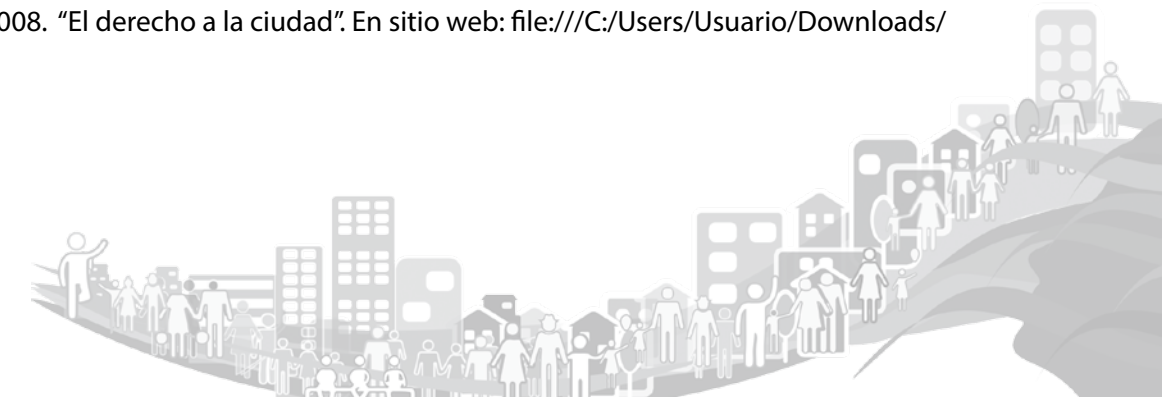 008. “El derecho a la ciudad”. En sitio web: file:///C:/Users/Usuario/Downloads/